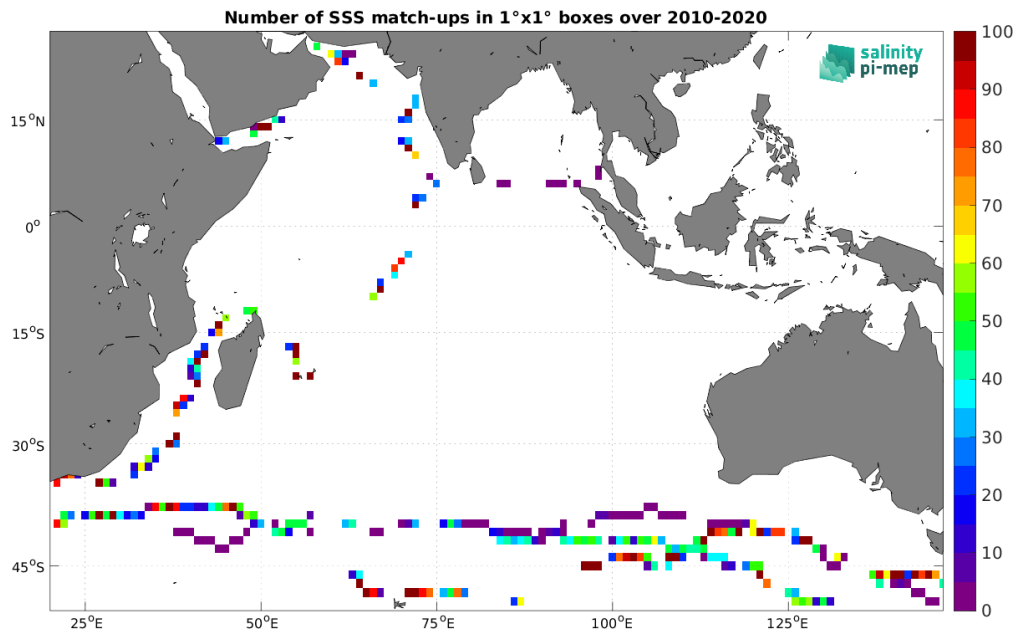 Number of SSS match-ups in 1°x1° boxes over 2010-2020
salinity
pi-mep
15°N
0°
15°S
30°S
45°S
25°E
50°E
75°E
100°E
125°E
100
90
80
70
60
50
40
30
20
10
0